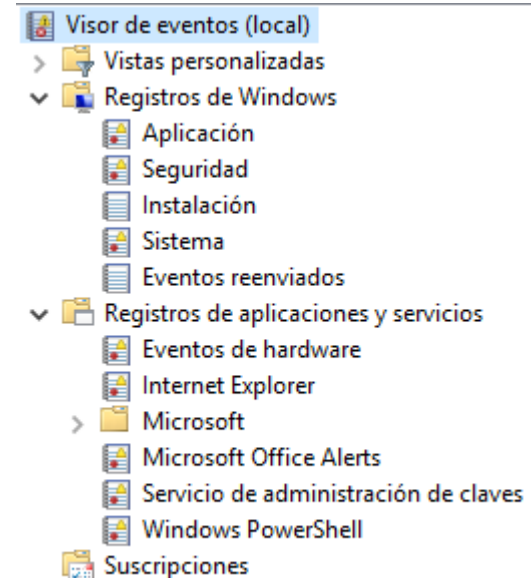 Visor de eventos (local)
Vistas personalizadas
Registros de Windows
Aplicación
Seguridad
Instalación
Sistema
Eventos reenviados
Registros de aplicaciones y servicios
Eventos de hardware
Internet Explorer
Microsoft
Microsoft Office Alerts
Servicio de administración de claves
Windows PowerShell
Suscripciones